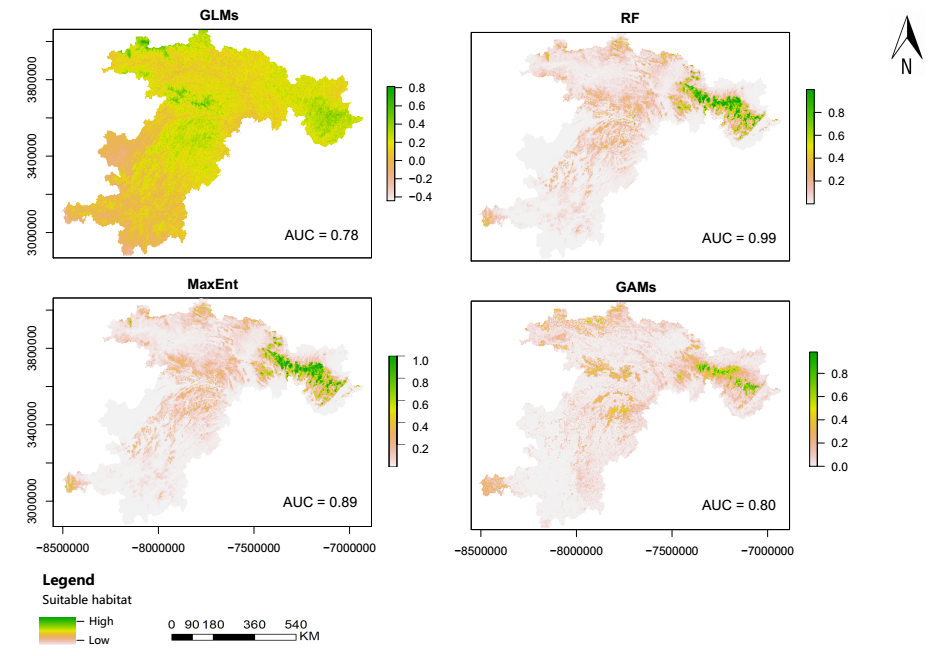 GLMs
3800000
3400000
3000000
0.8
0.6
0.4
0.2
0.0
−0.2
−0.4
AUC = 0.78
RF
0.8
0.6
0.4
0.2
AUC = 0.99
N
MaxEnt
3800000
3400000
3000000
1.0
0.8
0.6
0.4
0.2
AUC = 0.89
−8500000 −8000000 −7500000 −7000000
GAMs
0.8
0.6
0.4
0.2
0.0
AUC = 0.80
−8500000 −8000000 −7500000 −7000000
Legend
Suitable habitat
High
Low
0 90 180 360 540
KM